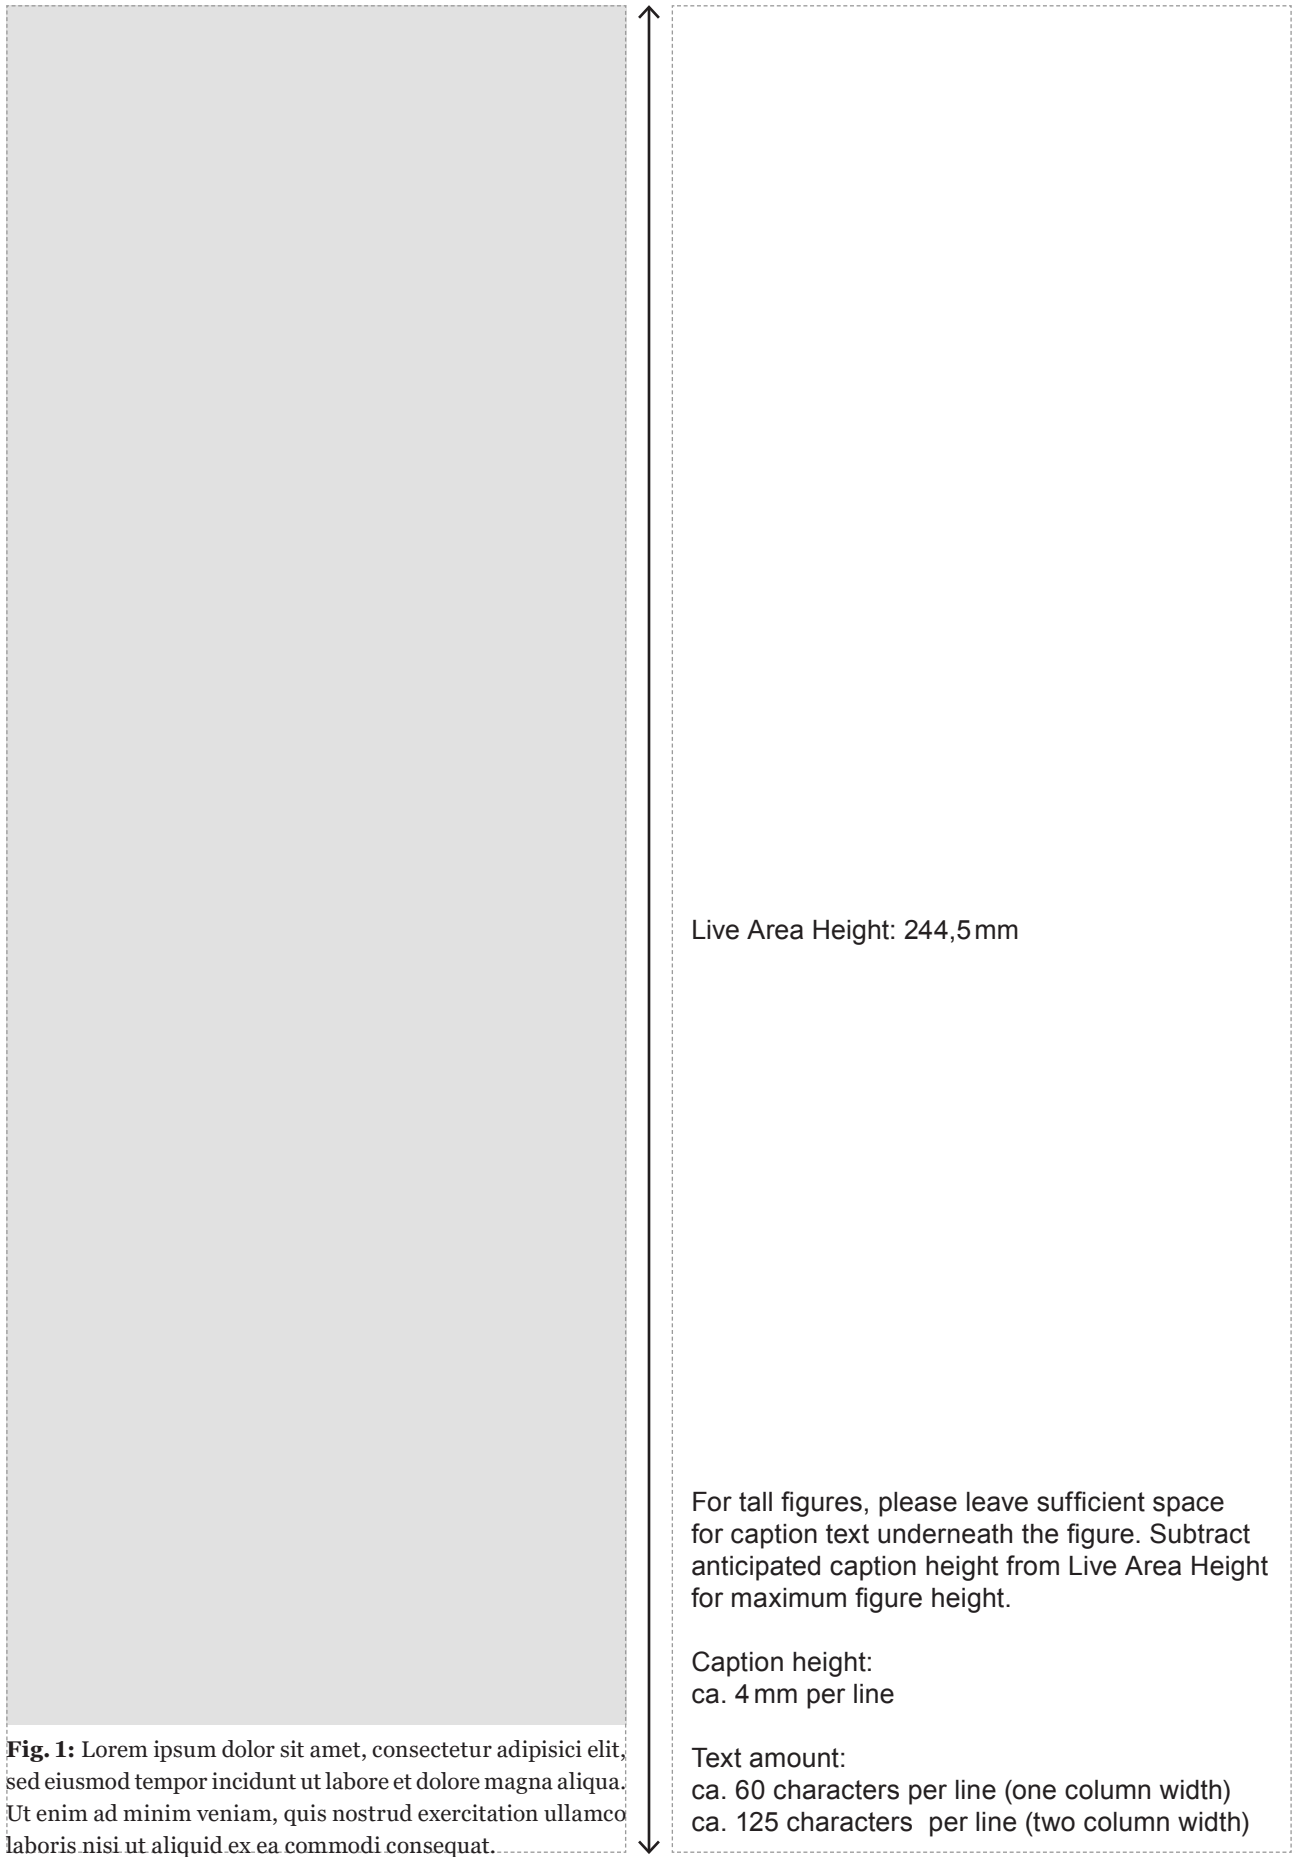 Live Area Height: 244,5 mm
For tall figures, please leave sufficient space
for caption text underneath the figure. Subtract
anticipated caption height from Live Area Height
for maximum figure height.
Caption height:
ca. 4 mm per line
Text amount:
ca. 60 characters per line (one column width)
ca. 125 characters  per line (two column width)
Fig. 1: Lorem ipsum dolor sit amet, consectetur adipisici elit,
sed eiusmod tempor incidunt ut labore et dolore magna aliqua.
Ut enim ad minim veniam, quis nostrud exercitation ullamco
laboris nisi ut aliquid ex ea commodi consequat.